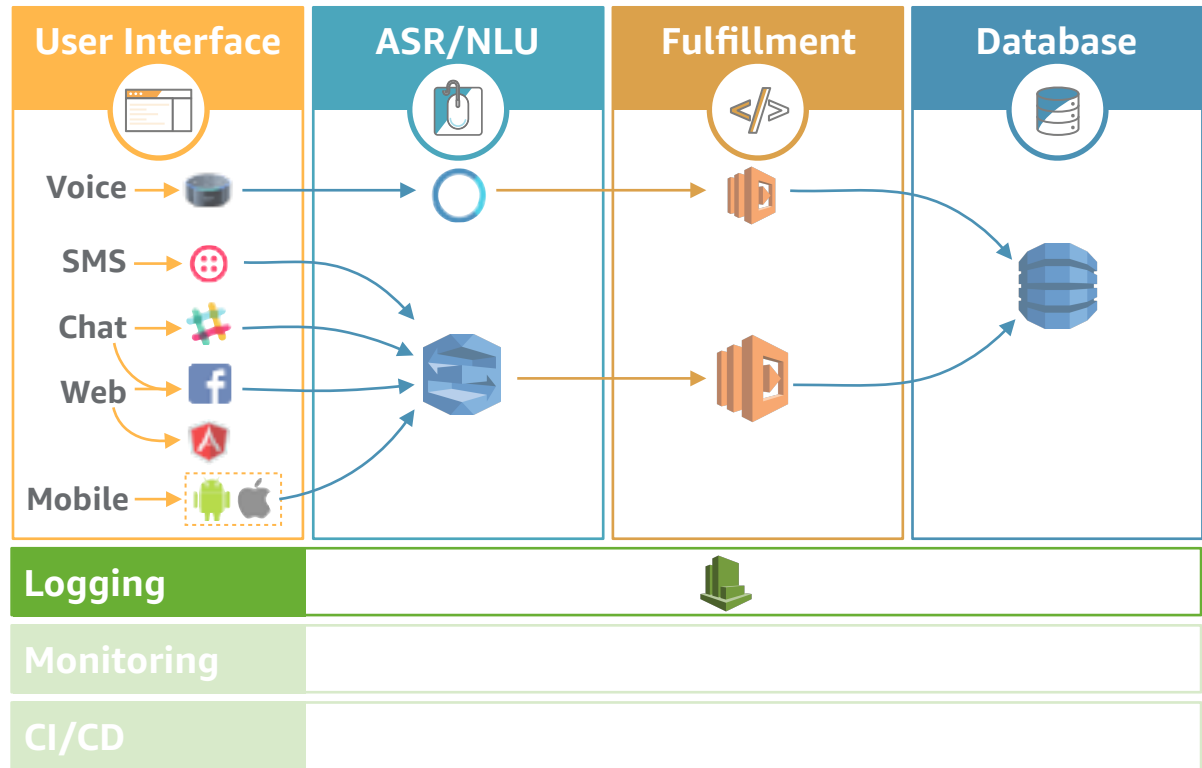 User Interface
ASR/NLU
Fulfillment
Database
Voice
SMS
Chat
Web
Mobile
Logging
Monitoring
CI/CD